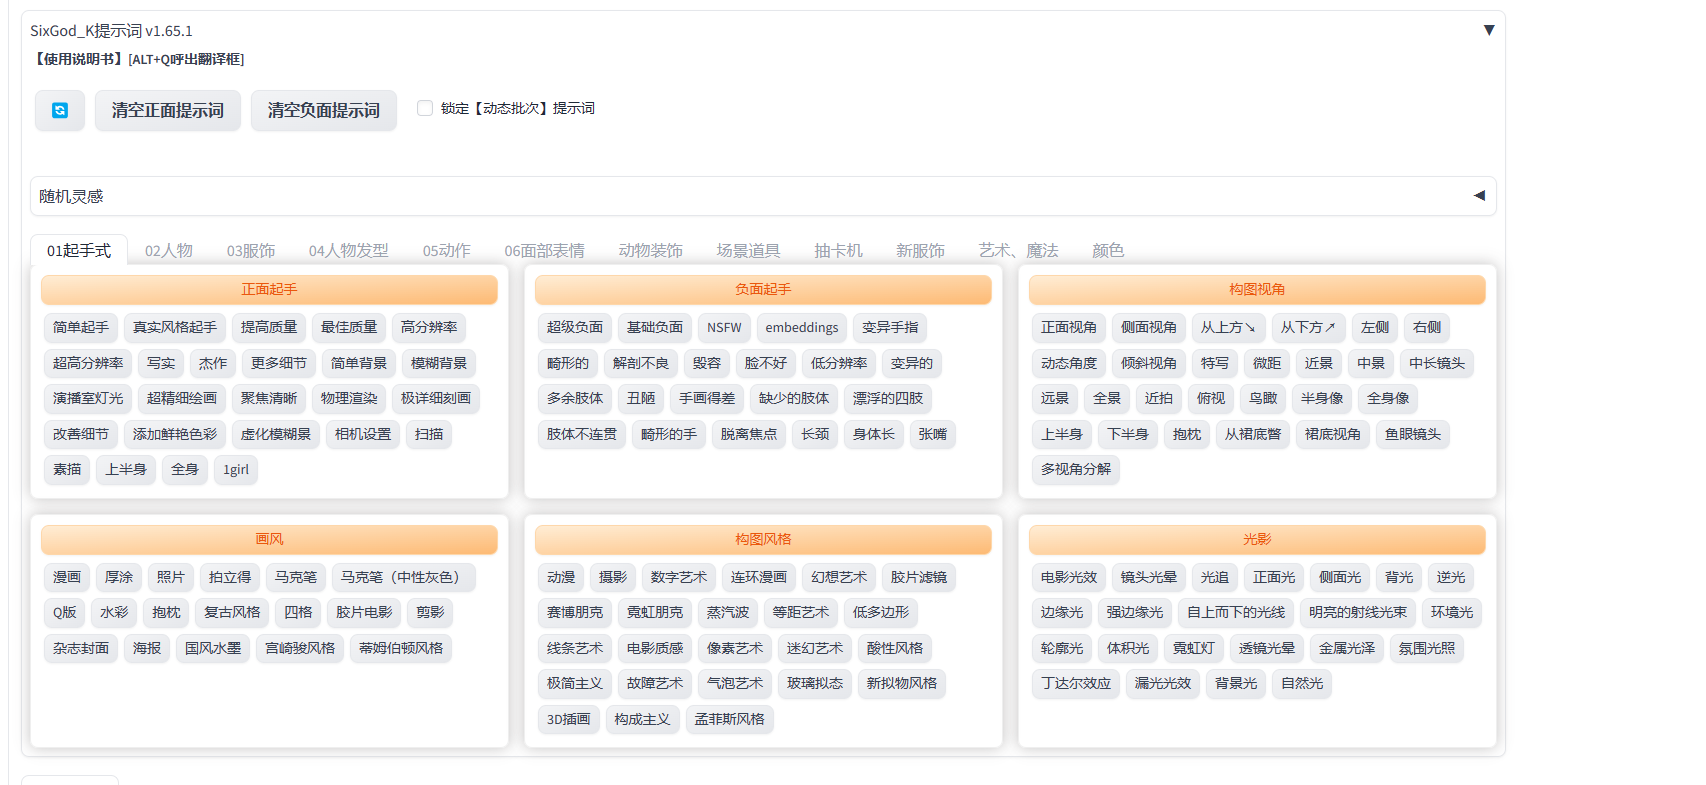 SixGod_K提示词 v1.65.1
▼
【使用说明书】[ALT+Q呼出翻译框]
清空正面提示词 清空负面提示词 锁定【动态批次】提示词
随机灵感
◀
01起手式 02人物 03服饰 04人物发型 05动作 06面部表情 动物装饰 场景道具 抽卡机 新服饰 艺术、魔法 颜色
正面起手
简单起手 真实风格起手 提高质量 最佳质量 高分辨率
超高分辨率 写实 杰作 更多细节 简单背景 模糊背景
演播室灯光 超精细绘画 聚焦清晰 物理渲染 极详细刻画
改善细节 添加鲜艳色彩 虚化模糊景 相机设置 扫描
素描 上半身 全身 1girl
负面起手
超级负面 基础负面 NSFW embeddings 变异手指
畸形的 解剖不良 毁容 脸不好 低分辨率 变异的
多余肢体 丑陋 手画得差 缺少的肢体 漂浮的四肢
肢体不连贯 畸形的手 脱离焦点 长颈 身体长 张嘴
构图视角
正面视角 侧面视角 从上方↘ 从下方↗ 左侧 右侧
动态角度 倾斜视角 特写 微距 近景 中景 中长镜头
远景 全景 近拍 俯视 鸟瞰 半身像 全身像
上半身 下半身 抱枕 从裙底瞥 裙底视角 鱼眼镜头
多视角分解
画风
漫画 厚涂 照片 拍立得 马克笔 马克笔（中性灰色）
Q版 水彩 抱枕 复古风格 四格 胶片电影 剪影
杂志封面 海报 国风水墨 宫崎骏风格 蒂姆伯顿风格
构图风格
动漫 摄影 数字艺术 连环漫画 幻想艺术 胶片滤镜
赛博朋克 霓虹朋克 蒸汽波 等距艺术 低多边形
线条艺术 电影质感 像素艺术 迷幻艺术 酸性风格
极简主义 故障艺术 气泡艺术 玻璃拟态 新拟物风格
3D插画 构成主义 孟菲斯风格
光影
电影光效 镜头光晕 光追 正面光 侧面光 背光 逆光
边缘光 强边缘光 自上而下的光线 明亮的射线光束 环境光
轮廓光 体积光 霓虹灯 透镜光晕 金属光泽 氛围光照
丁达尔效应 漏光光效 背景光 自然光